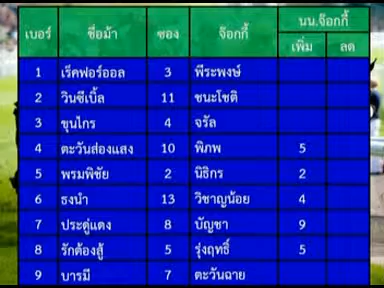 เบอร์ ชื่อม้า ซอง จ๊อกกี้ นน.จ๊อกกี้
เพิ่ม ลด
1 เร็คฟอร์ออล 3 พีระพงษ์
2 วินซีเบิ้ล 11 ชนะโชติ
3 ขุนไกร 4 จรัล
4 ตะวันส่องแสง 10 พิภพ 5
5 พรมพิชัย 2 นิธิกร 2
6 ธงนำ 13 วิชาญน้อย 4
7 ประตู่แดง 8 บัญชา 9
8 รักต้องสู้ 5 รุ่งฤทธิ์ 5
9 บารมี 7 ตะวันฉาย